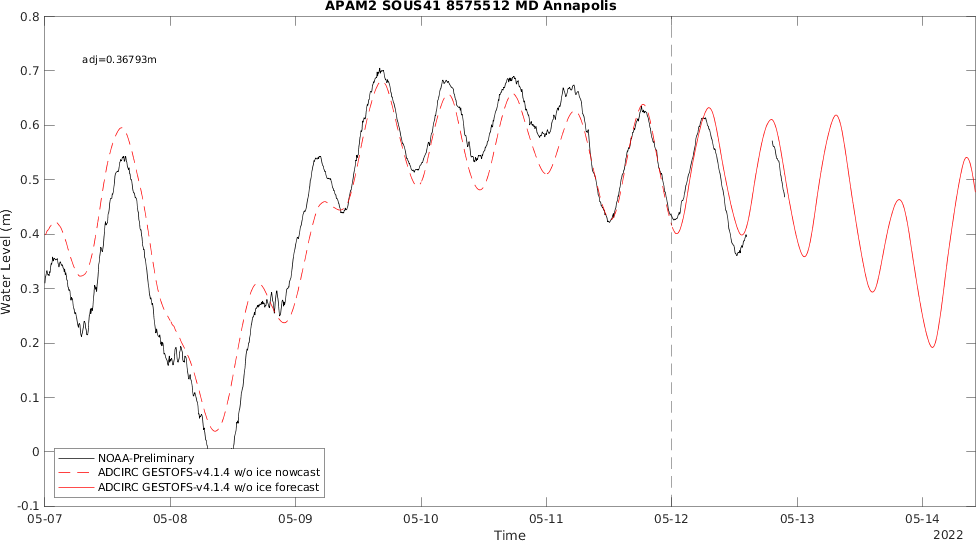 APAM2 SOUS41 8575512 MD Annapolis
adj=0.36793m
Water Level (m)
0.8
0.7
0.6
0.5
0.4
0.3
0.2
0.1
0
-0.1
NOAA-Preliminary
ADCIRC GESTOFS-v4.1.4 w/o ice nowcast
ADCIRC GESTOFS-v4.1.4 w/o ice forecast
05-07 05-08 05-09 05-10 05-11 05-12 05-13 05-14
Time
2022